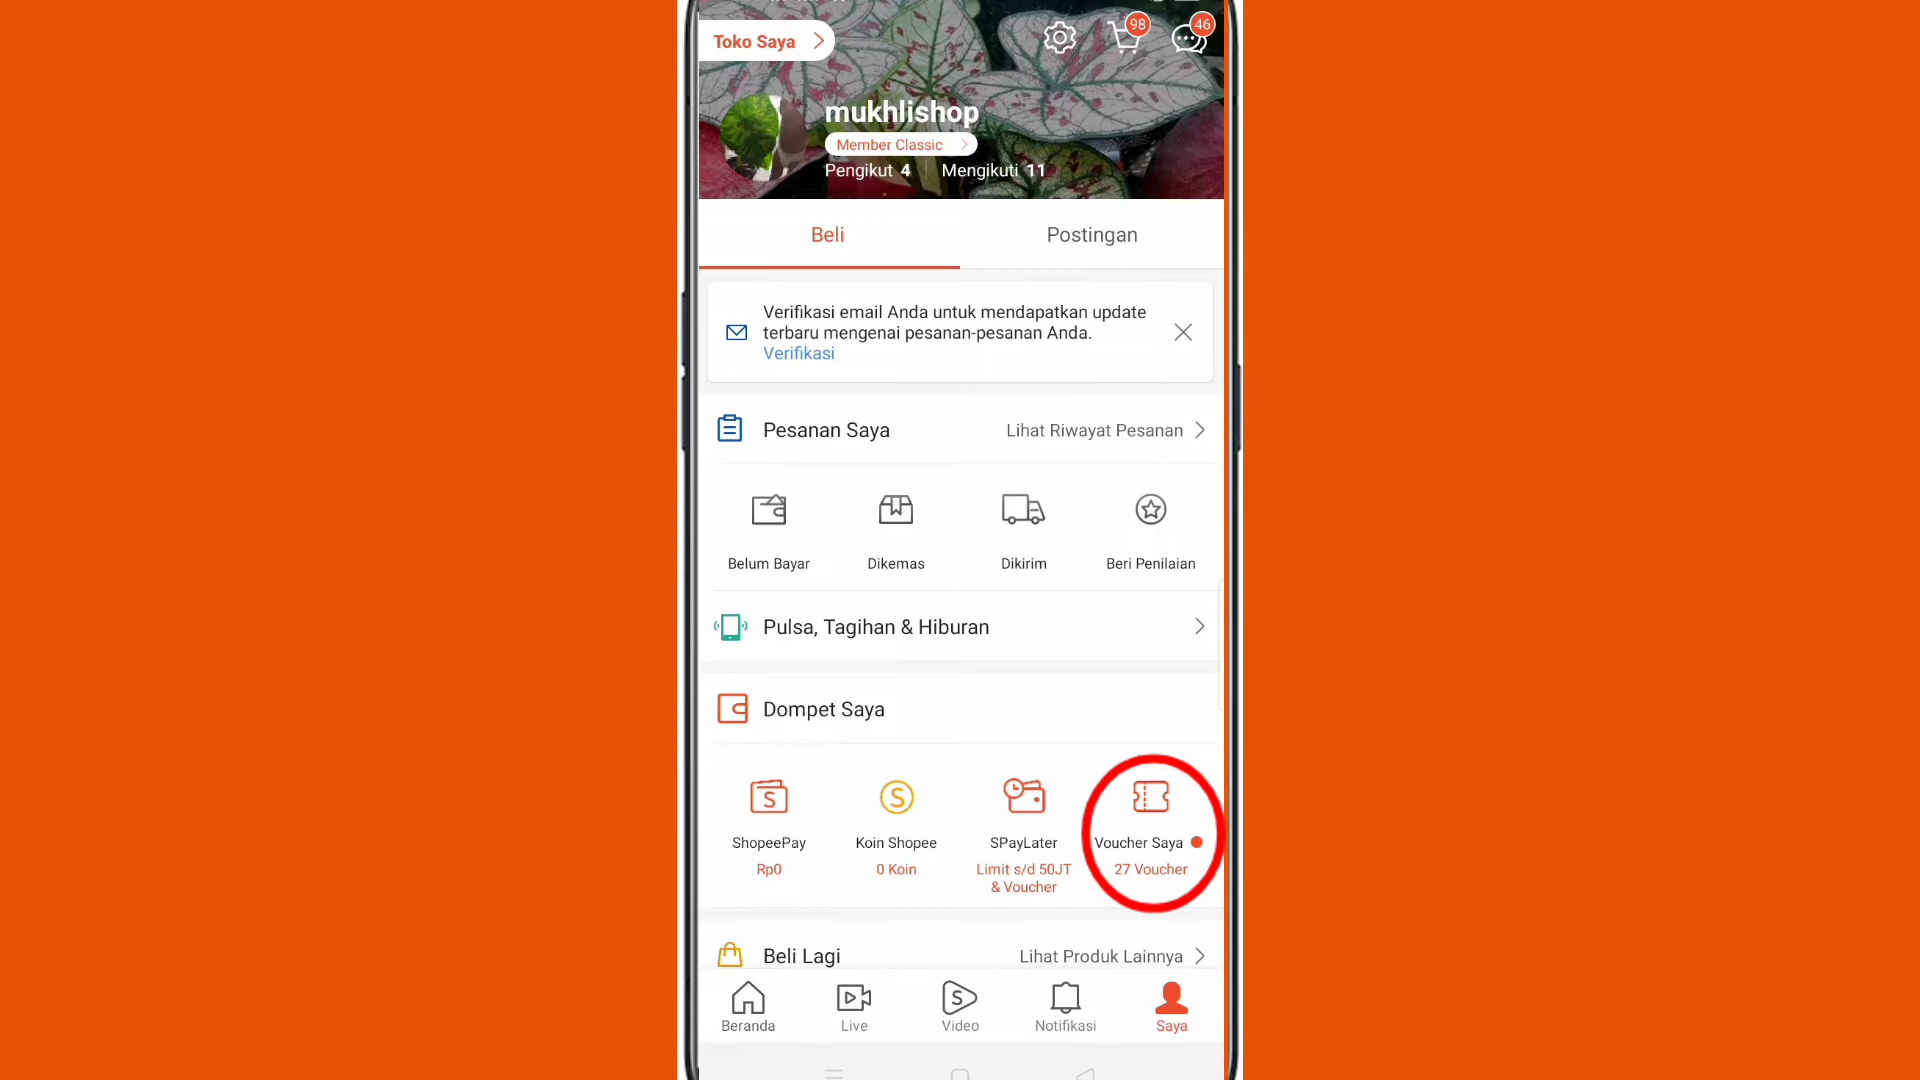 Toko Saya
98
46
mukhlishop
Member Classic
Pengikut 4 Mengikuti 11
Beli
Postingan
Verifikasi email Anda untuk mendapatkan update
terbaru mengenai pesanan-pesanan Anda.
Verifikasi
Pesanan Saya
Lihat Riwayat Pesanan
Belum Bayar
Dikemas
Dikirim
Beri Penilaian
Pulsa, Tagihan & Hiburan
Dompet Saya
ShopeePay
Koin Shopee
SPayLater
Voucher Saya
Rp0
0 Koin
Limit s/d 50JT
& Voucher
27 Voucher
Beli Lagi
Lihat Produk Lainnya
Beranda
Live
Video
Notifikasi
Saya